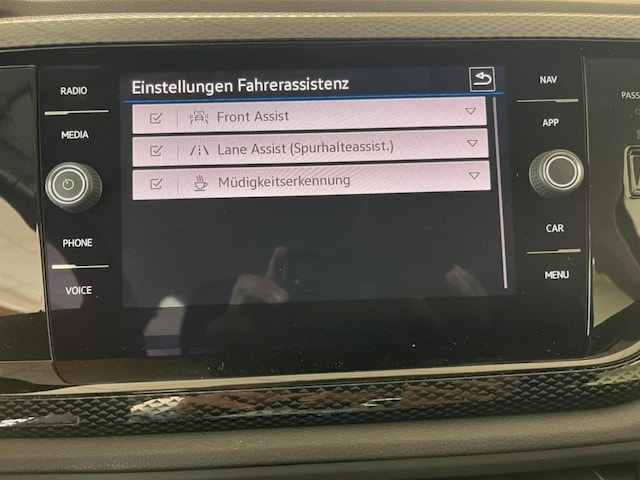 RADIO
MEDIA
PHONE
VOICE
Einstellungen Fahrerassistenz
Front Assist
Lane Assist (Spurhalteassist.)
Müdigkeitserkennung
NAV
APP
CAR
MENU